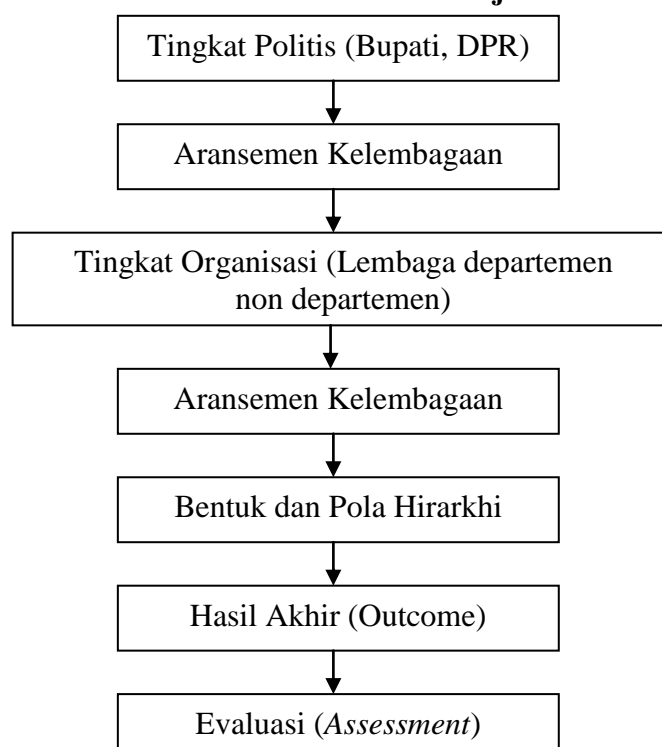 Tingkat Politis (Bupati, DPR)
Aransemen Kelembagaan
Tingkat Organisasi (Lembaga departemen
non departemen)
Aransemen Kelembagaan
Bentuk dan Pola Hirarkhi
Hasil Akhir (Outcome)
Evaluasi (Assessment)